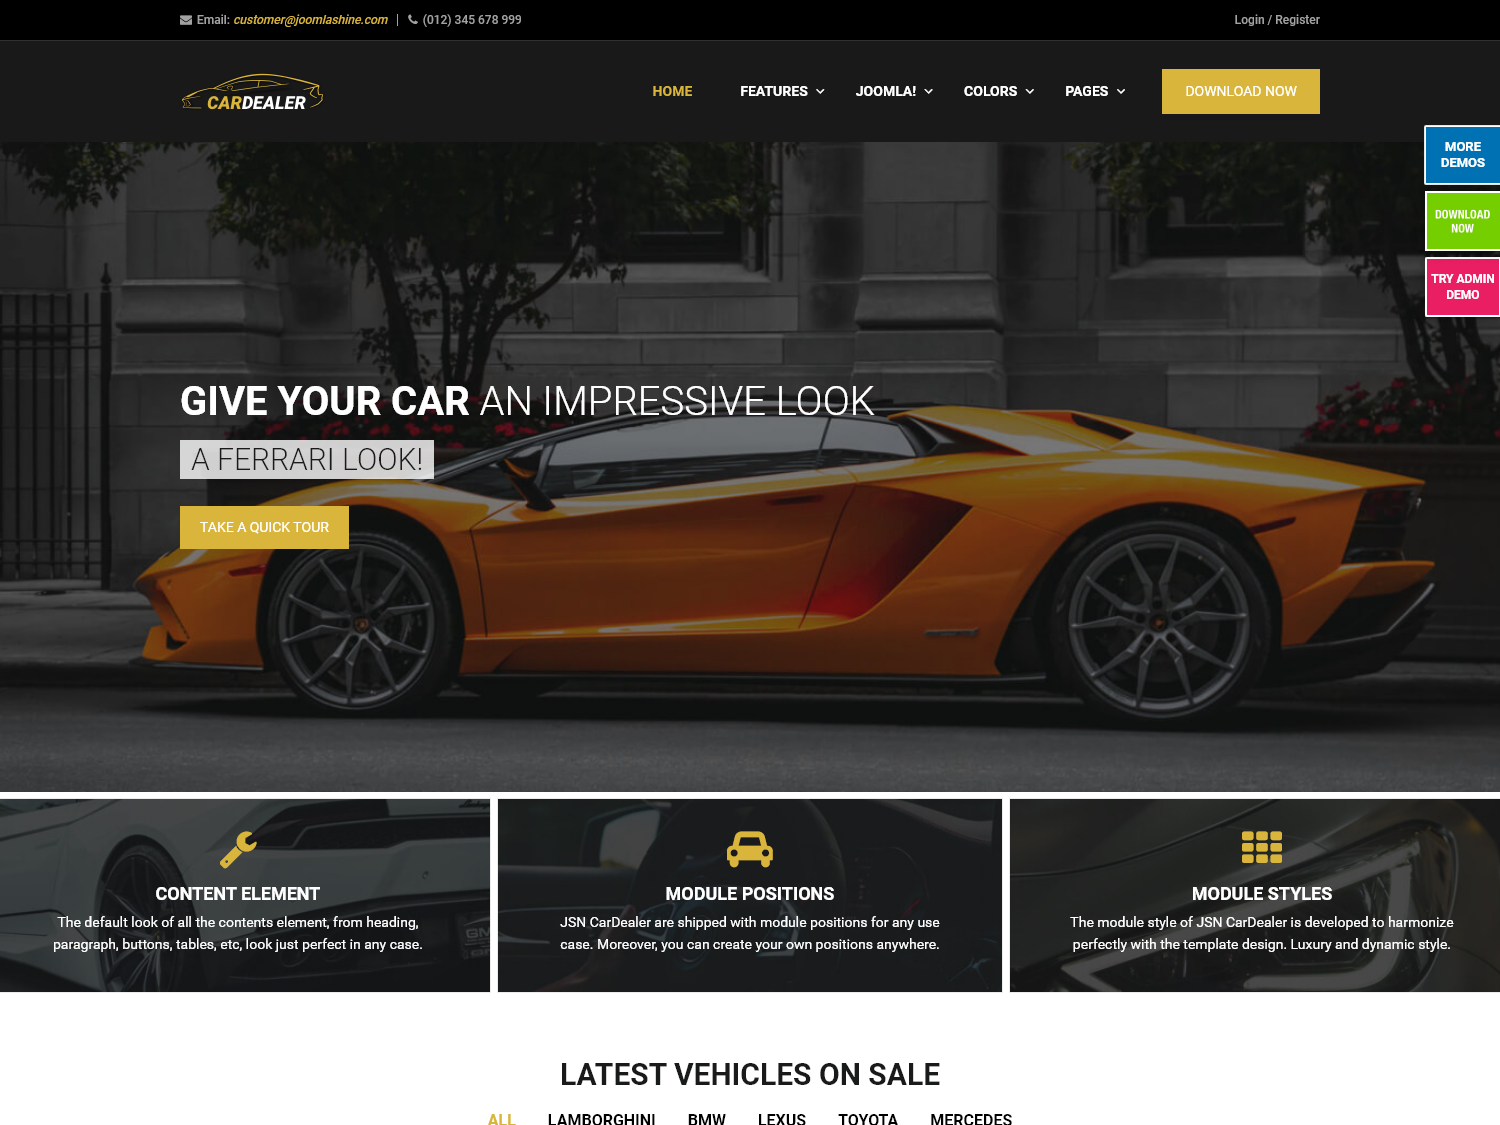 Email: customer@joomlashine.com
(012) 345 678 999
Login / Register
CARDEALER
HOME
FEATURES
JOOMLA!
COLORS
PAGES
DOWNLOAD NOW
MORE
DEMOS
DOWNLOAD
NOW
TRY ADMIN
DEMO
GIVE YOUR CAR AN IMPRESSIVE LOOK
A FERRARI LOOK!
TAKE A QUICK TOUR
CONTENT ELEMENT
The default look of all the contents element, from heading,
paragraph, buttons, tables, etc, look just perfect in any case.
GMC
MODULE POSITIONS
JSN CarDealer are shipped with module positions for any use
case. Moreover, you can create your own positions anywhere.
MODULE STYLES
The module style of JSN CarDealer is developed to harmonize
perfectly with the template design. Luxury and dynamic style.
LATEST VEHICLES ON SALE
ALL
LAMBORGHINI
BMW
LEXUS
TOYOTA
MERCEDES